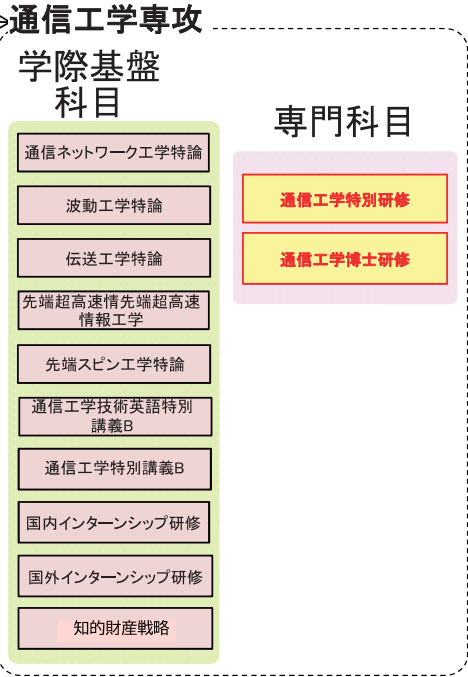 通信工学専攻
学際基盤
科目
専門科目
通信ネットワーク工学特論
波動工学特論
伝送工学特論
先端超高速情先端超高速
情報工学
先端スピン工学特論
通信工学技術英語特別
講義B
通信工学特別講義B
国内インターンシップ研修
国外インターンシップ研修
知的財産戦略
通信工学特別研修
通信工学博士研修